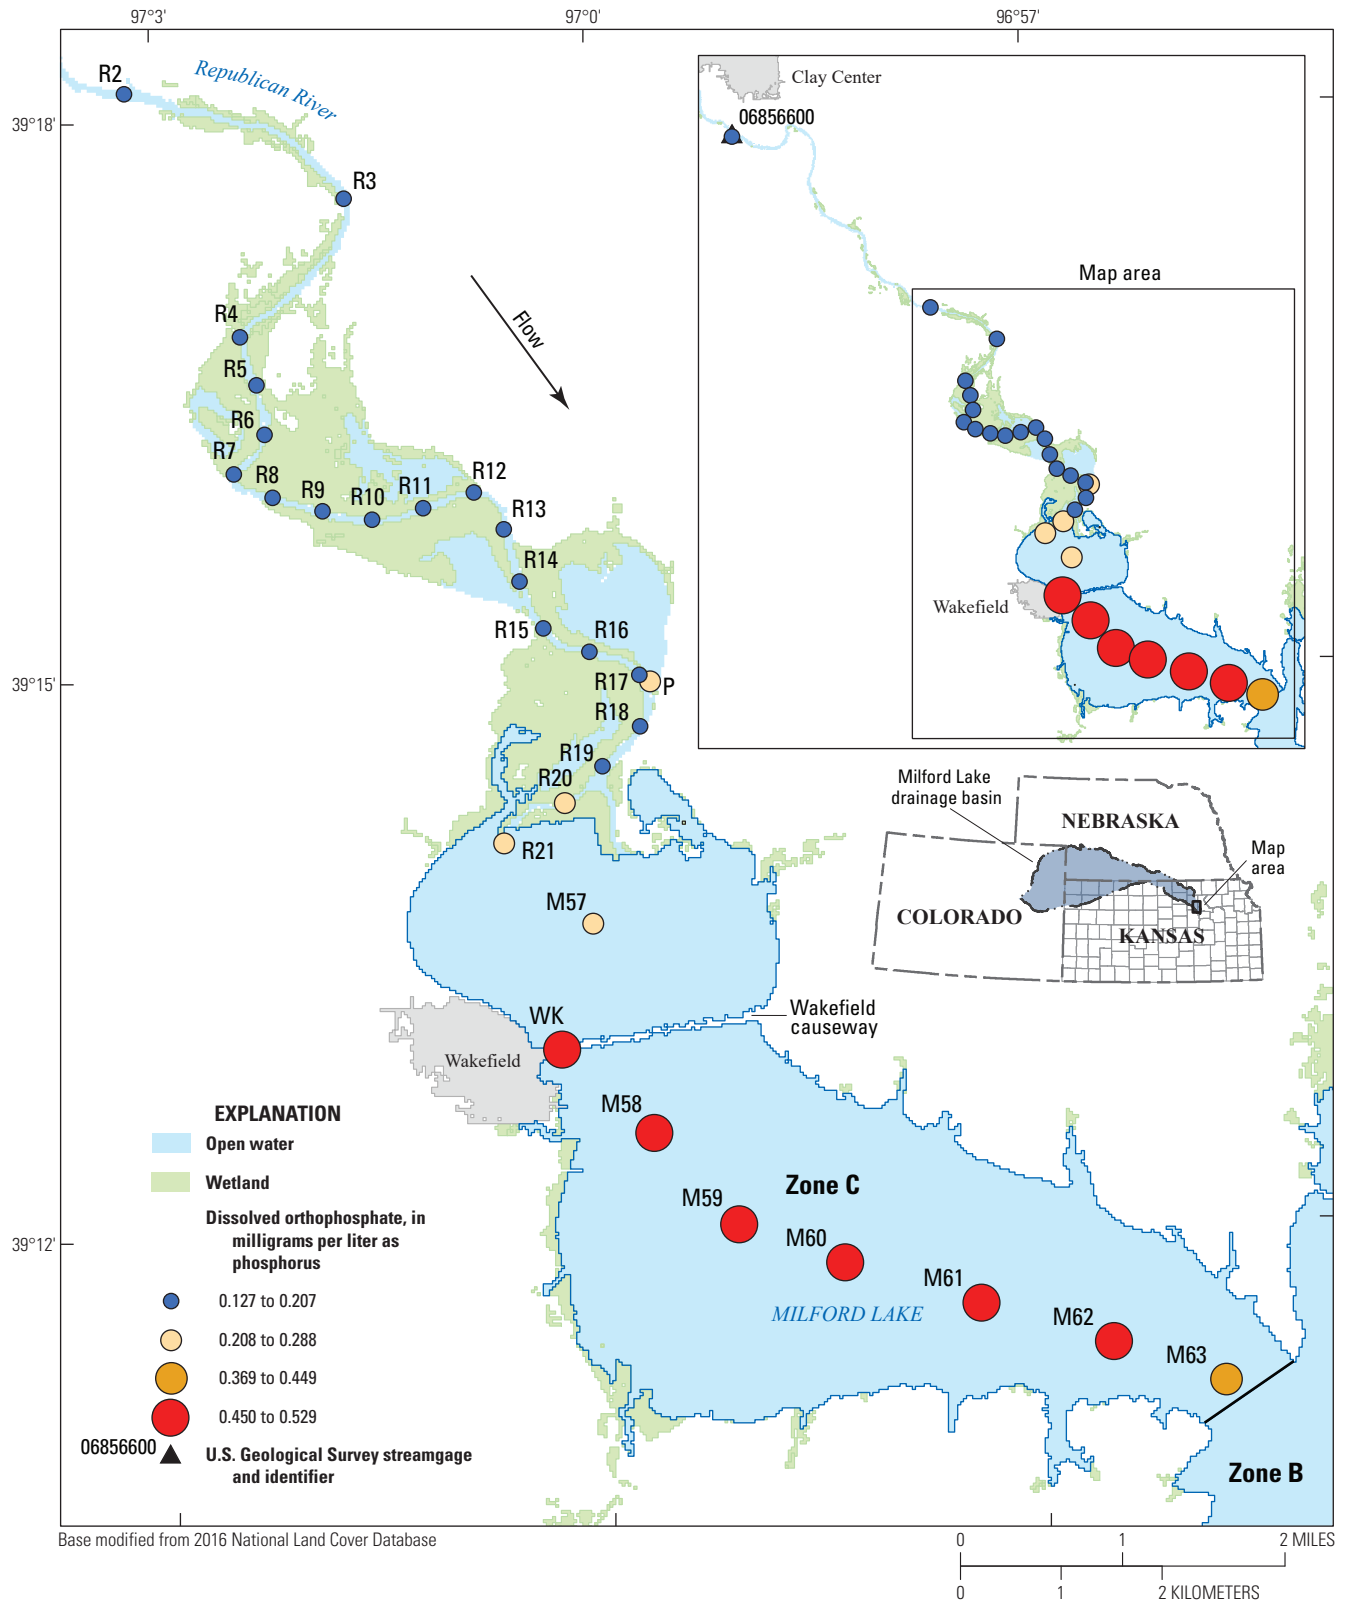 97°3'
97°0'
96°57'
R2
Republican River
Clay Center
06856600
39°18'
R3
Map area
Flow
R4
R5
R6
R7
R8
R9
R10
R11
R12
R13
R14
R15
R16
Wakefield
39°15'
R17
P
R18
R19
R20
R21
Milford Lake
drainage basin
NEBRASKA
Map
area
COLORADO
KANSAS
M57
WK
Wakefield
causeway
Wakefield
M58
Zone C
M59
M60
M61
MILFORD LAKE
M62
M63
Zone B
39°12'
EXPLANATION
Open water
Wetland
Dissolved orthophosphate, in
milligrams per liter as
phosphorus
0.127 to 0.207
0.208 to 0.288
0.369 to 0.449
0.450 to 0.529
06856600
U.S. Geological Survey streamgage
and identifier
Base modified from 2016 National Land Cover Database
0 1 2 MILES
0 1 2 KILOMETERS